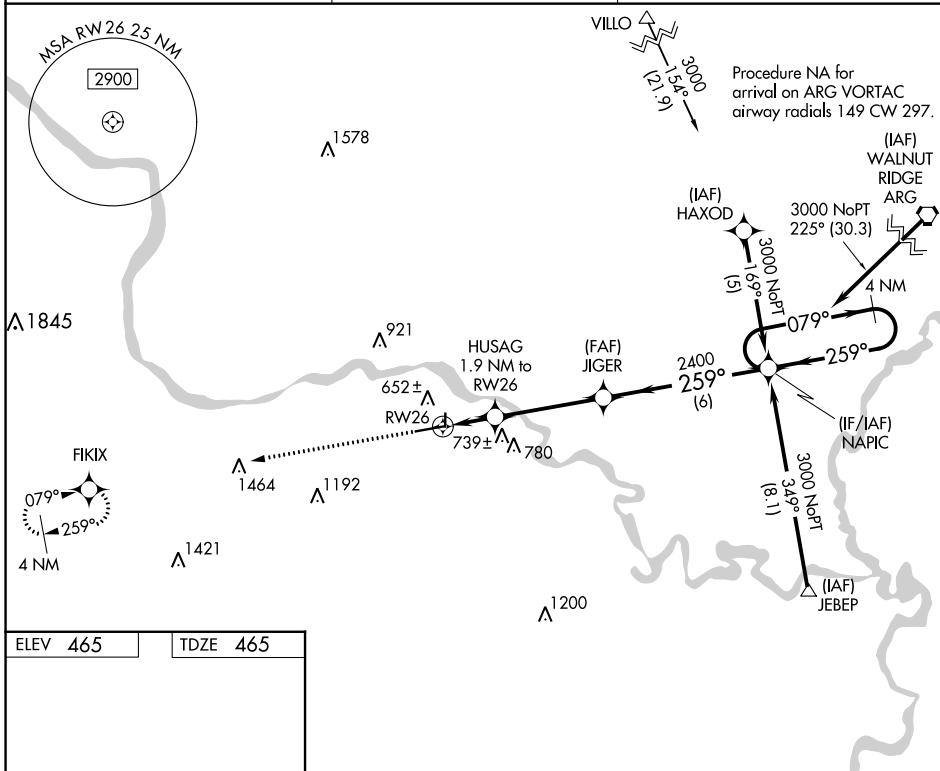 MSA RW26 25 NM
2900
VILLO
3000
154°
(21.9)
Procedure NA for
arrival on ARG VORTAC
airway radials 149 CW 297.
1578
(IAF)
WALNUT
RIDGE
ARG
(IAF)
HAXOD
3000 NoPT
225° (30.3)
3000 NoPT
169°
(5)
4 NM
079°
259°
1845
921
HUSAG
1.9 NM to
RW26
(FAF)
JIGER
2400
259°
(6)
652±
RW26
739±
780
(IF/IAF)
NAPIC
FIKIX
079°
259°
4 NM
1464
1192
3000 NoPT
349°
(8.1)
1421
1200
(IAF)
JEBEP
ELEV 465
TDZE 465